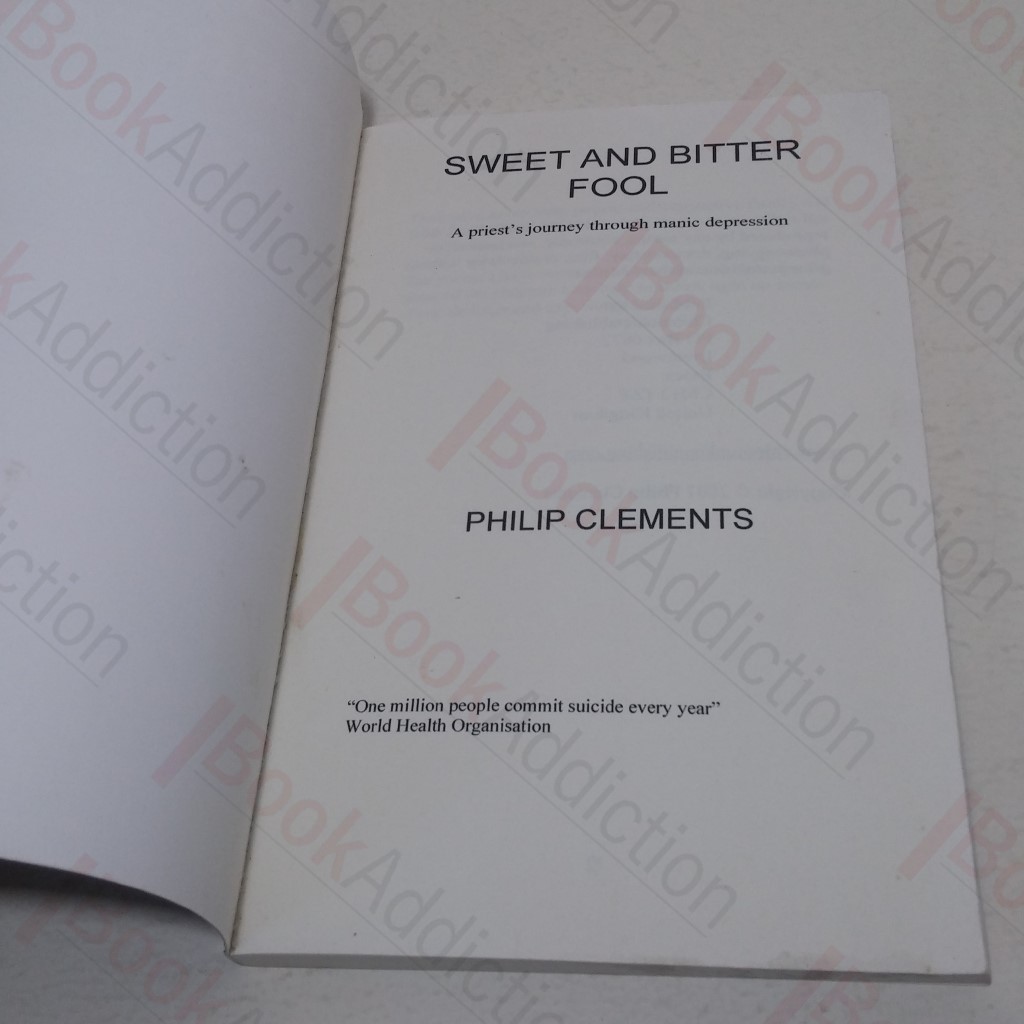 SWEET AND BITTER
FOOL
A priest's journey through manic depression
PHILIP CLEMENTS
“One million people commit suicide every year”
World Health Organisation
BookAddiction